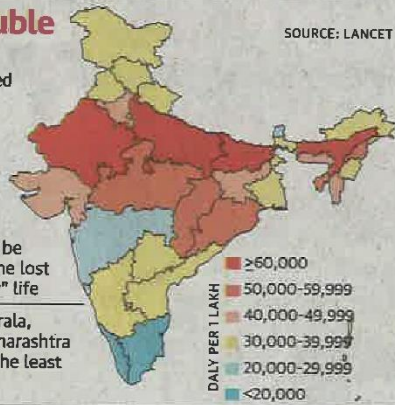 uble
SOURCE: LANCET
ed
be
he lost
" life
rala,
harashtra
he least
DALY PER 1 LAKH
≥60,000
50,000-59,999
40,000-49,999
30,000-39,999
20,000-29,999
<20,000